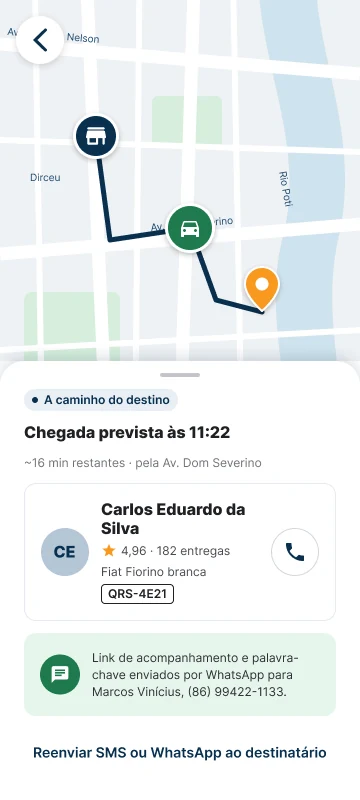 Av
Nelson
Dirceu
Rio Poti
Av
erino
A caminho do destino
Chegada prevista às 11:22
~16 min restantes · pela Av. Dom Severino
CE
Carlos Eduardo da
Silva
4,96 · 182 entregas
Fiat Fiorino branca
QRS-4E21
Link de acompanhamento e palavra-
chave enviados por WhatsApp para
Marcos Vinícius, (86) 99422-1133.
Reenviar SMS ou WhatsApp ao destinatário